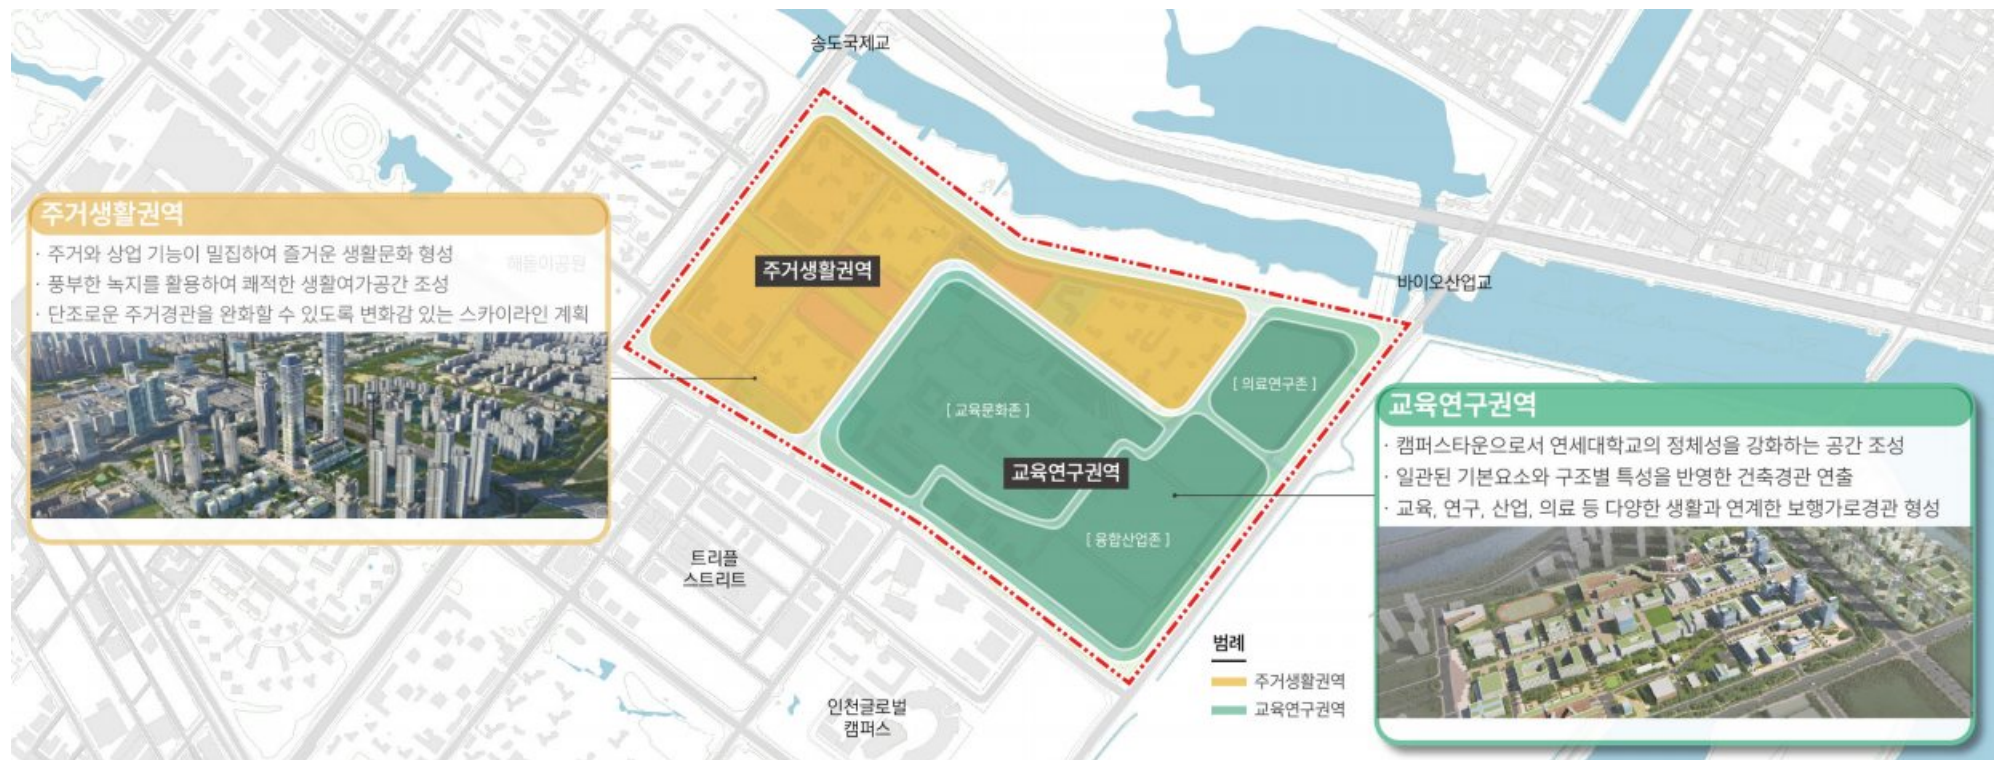 송도국제교
주거생활권역
· 주거와 상업 기능이 밀집하여 즐거운 생활문화 형성
해돋이공원
· 풍부한 녹지를 활용하여 쾌적한 생활여가공간 조성
· 단조로운 주거경관을 완화할 수 있도록 변화감 있는 스카이라인 계획
주거생활권역
바이오산업교
[ 의료연구존 ]
[ 교육문화존 ]
교육연구권역
[ 융합산업존 ]
교육연구권역
· 캠퍼스타운으로서 연세대학교의 정체성을 강화하는 공간 조성
· 일관된 기본요소와 구조별 특성을 반영한 건축경관 연출
· 교육, 연구, 산업, 의료 등 다양한 생활과 연계한 보행가로경관 형성
트리플
스트리트
인천글로벌
캠퍼스
범례
주거생활권역
교육연구권역